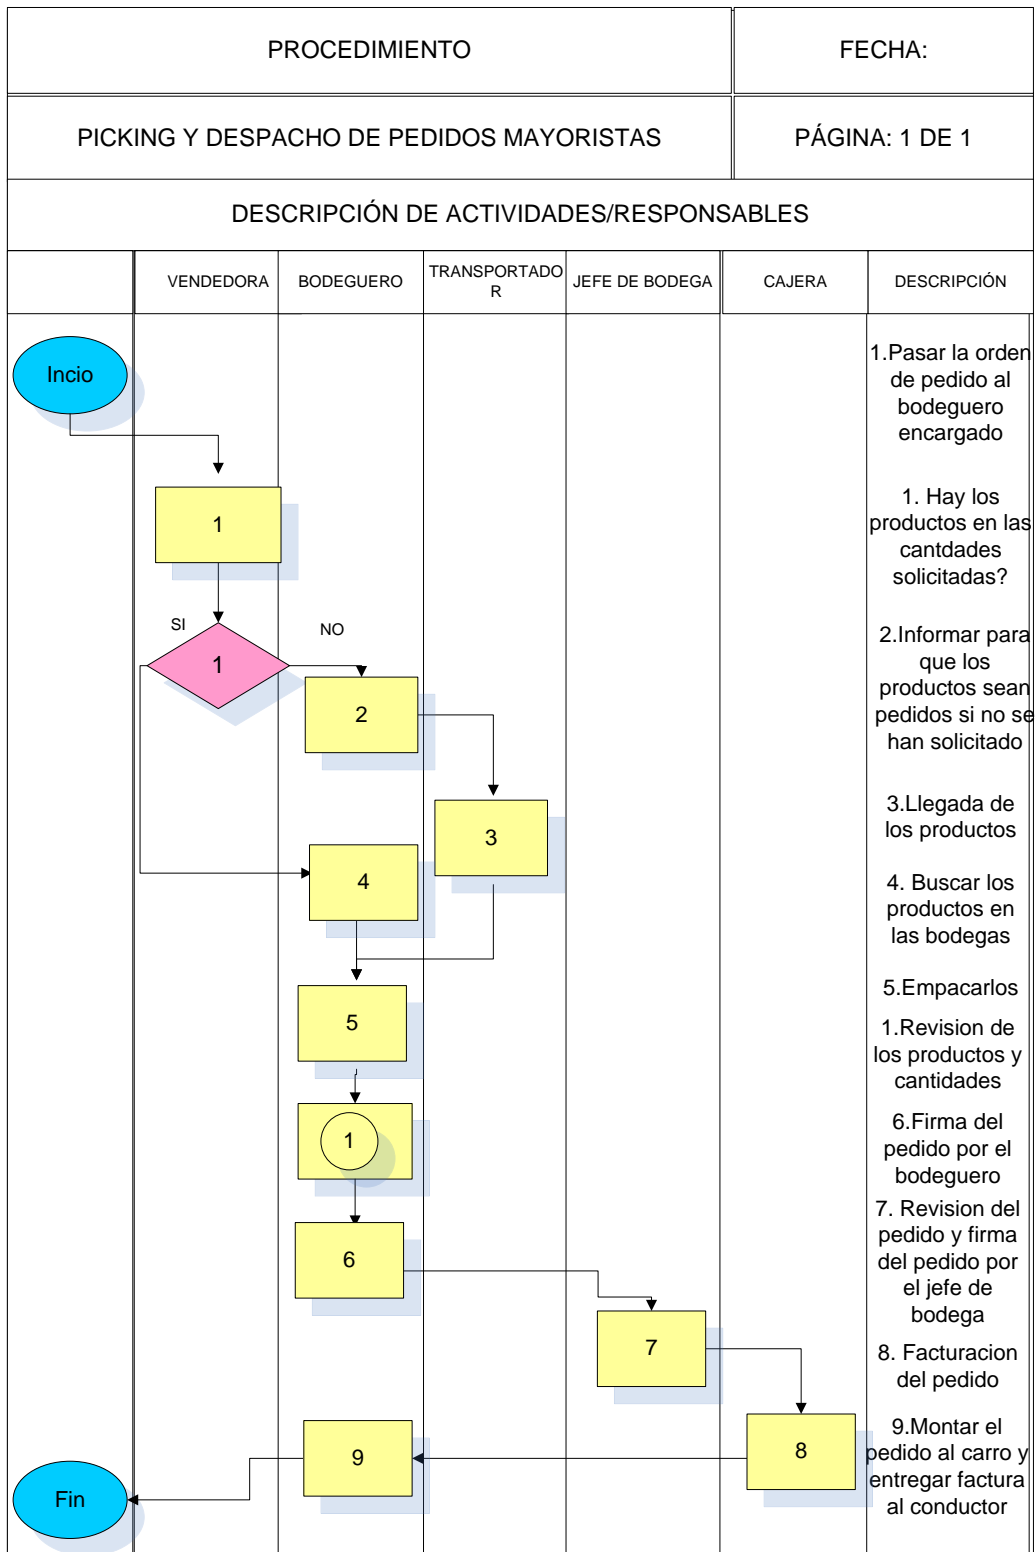 PROCEDIMIENTO
FECHA:
PICKING Y DESPACHO DE PEDIDOS MAYORISTAS
PÁGINA: 1 DE 1
DESCRIPCIÓN DE ACTIVIDADES/RESPONSABLES
VENDEDORA
BODEGUERO
TRANSPORTADO
R
JEFE DE BODEGA
CAJERA
DESCRIPCIÓN
Incio
1
SI
NO
1
2
3
4
5
1
6
7
8
9
Fin
1.Pasar la orden
de pedido al
bodeguero
encargado
1. Hay los
productos en las
cantdades
solicitadas?
2.Informar para
que los
productos sean
pedidos si no se
han solicitado
3.Llegada de
los productos
4. Buscar los
productos en
las bodegas
5.Empacarlos
1.Revision de
los productos y
cantidades
6.Firma del
pedido por el
bodeguero
7. Revision del
pedido y firma
del pedido por
el jefe de
bodega
8. Facturacion
del pedido
9.Montar el
pedido al carro y
entregar factura
al conductor